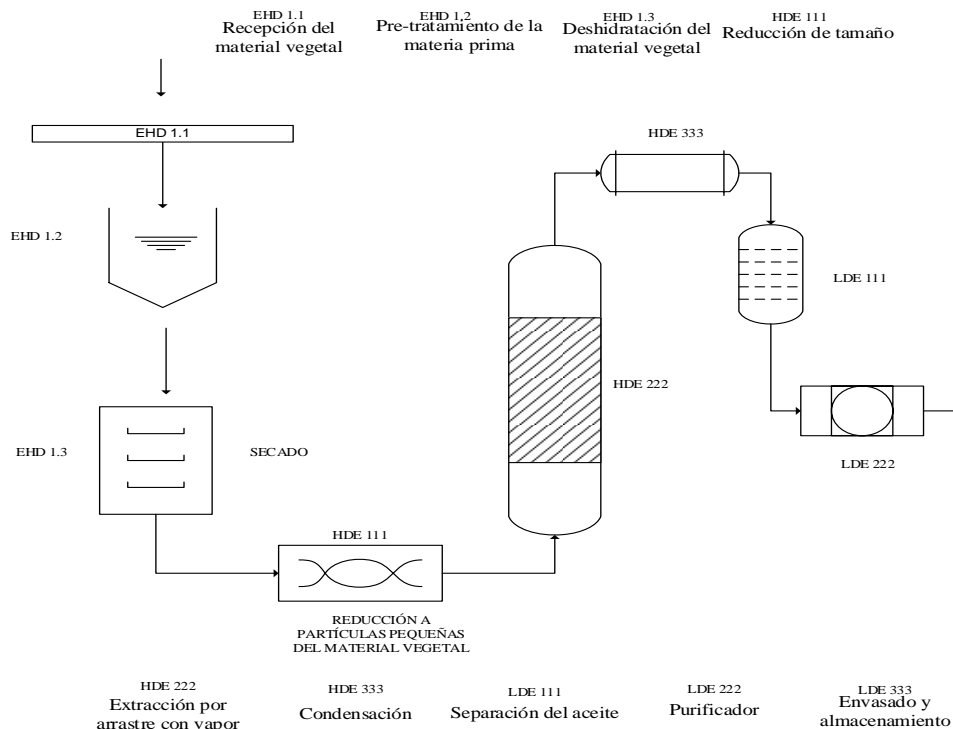 EHD 1.1
Recepción del
material vegetal
EHD 1,2
Pre-tratamiento de la
materia prima
EHD 1.3
Deshidratación del
material vegetal
HDE 111
Reducción de tamaño
EHD 1.1
HDE 333
EHD 1.2
LDE 111
HDE 222
EHD 1.3
SECADO
LDE 222
HDE 111
REDUCCIÓN A
PARTÍCULAS PEQUEÑAS
DEL MATERIAL VEGETAL
HDE 222
Extracción por
arrastre con vapor
HDE 333
Condensación
LDE 111
Separación del aceite
LDE 222
Purificador
LDE 333
Envasado y
almacenamiento